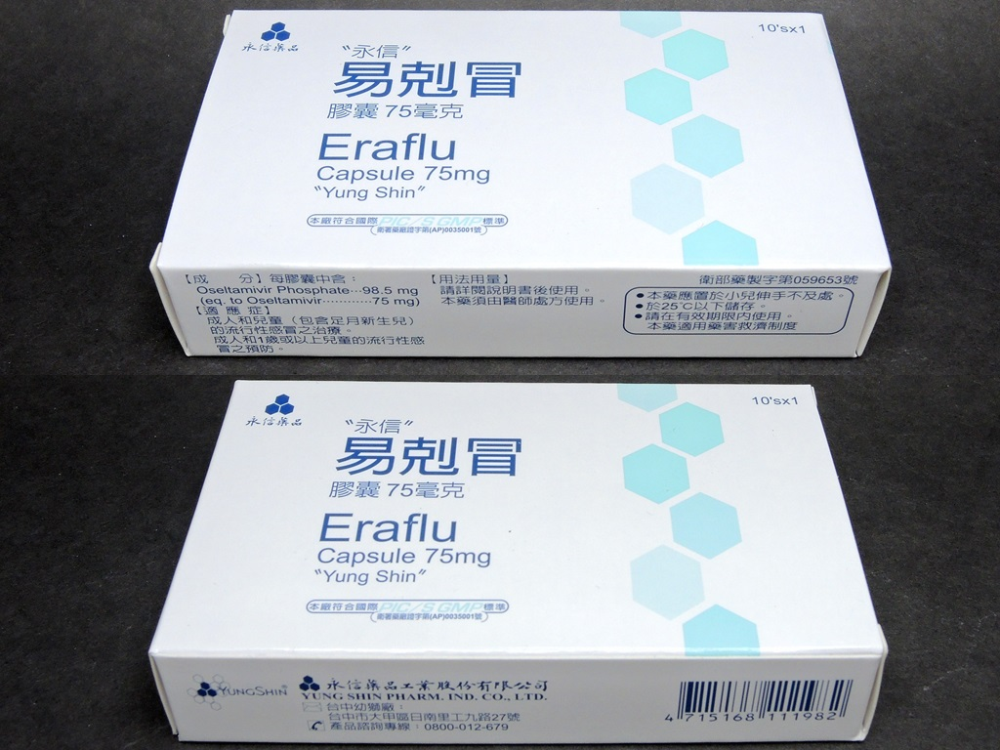 永信藥品
10'sx1
"永信"
易剋冒
膠囊 75毫克
Eraflu
Capsule 75mg
"Yung Shin"
本廠符合國際PIC/S GMP標準
衛署藥廠證字第(AP)0035001號
【成 分】每膠囊中含：
Oseltamivir Phosphate···98.5 mg
(eq. to Oseltamivir············75 mg)
【適 應 症】
成人和兒童（包含足月新生兒）
的流行性感冒之治療。
成人和1歲或以上兒童的流行性感
冒之預防。
【用法用量】
請詳閱說明書後使用。
本藥須由醫師處方使用。
衛部藥製字第059653號
●本藥應置於小兒伸手不及處。
●於25℃以下儲存。
●請在有效期限內使用。
本藥適用藥害救濟制度
永信藥品
10'sx1
"永信"
易剋冒
膠囊 75毫克
Eraflu
Capsule 75mg
"Yung Shin"
本廠符合國際PIC/S GMP標準
衛署藥廠證字第(AP)0035001號
YUNGSHIN®
永信藥品工業股份有限公司
YUNG SHIN PHARM. IND. CO., LTD.
台中幼獅廠：
台中市大甲區日南里工九路27號
產品諮詢專線：0800-012-679
4 715168 111982